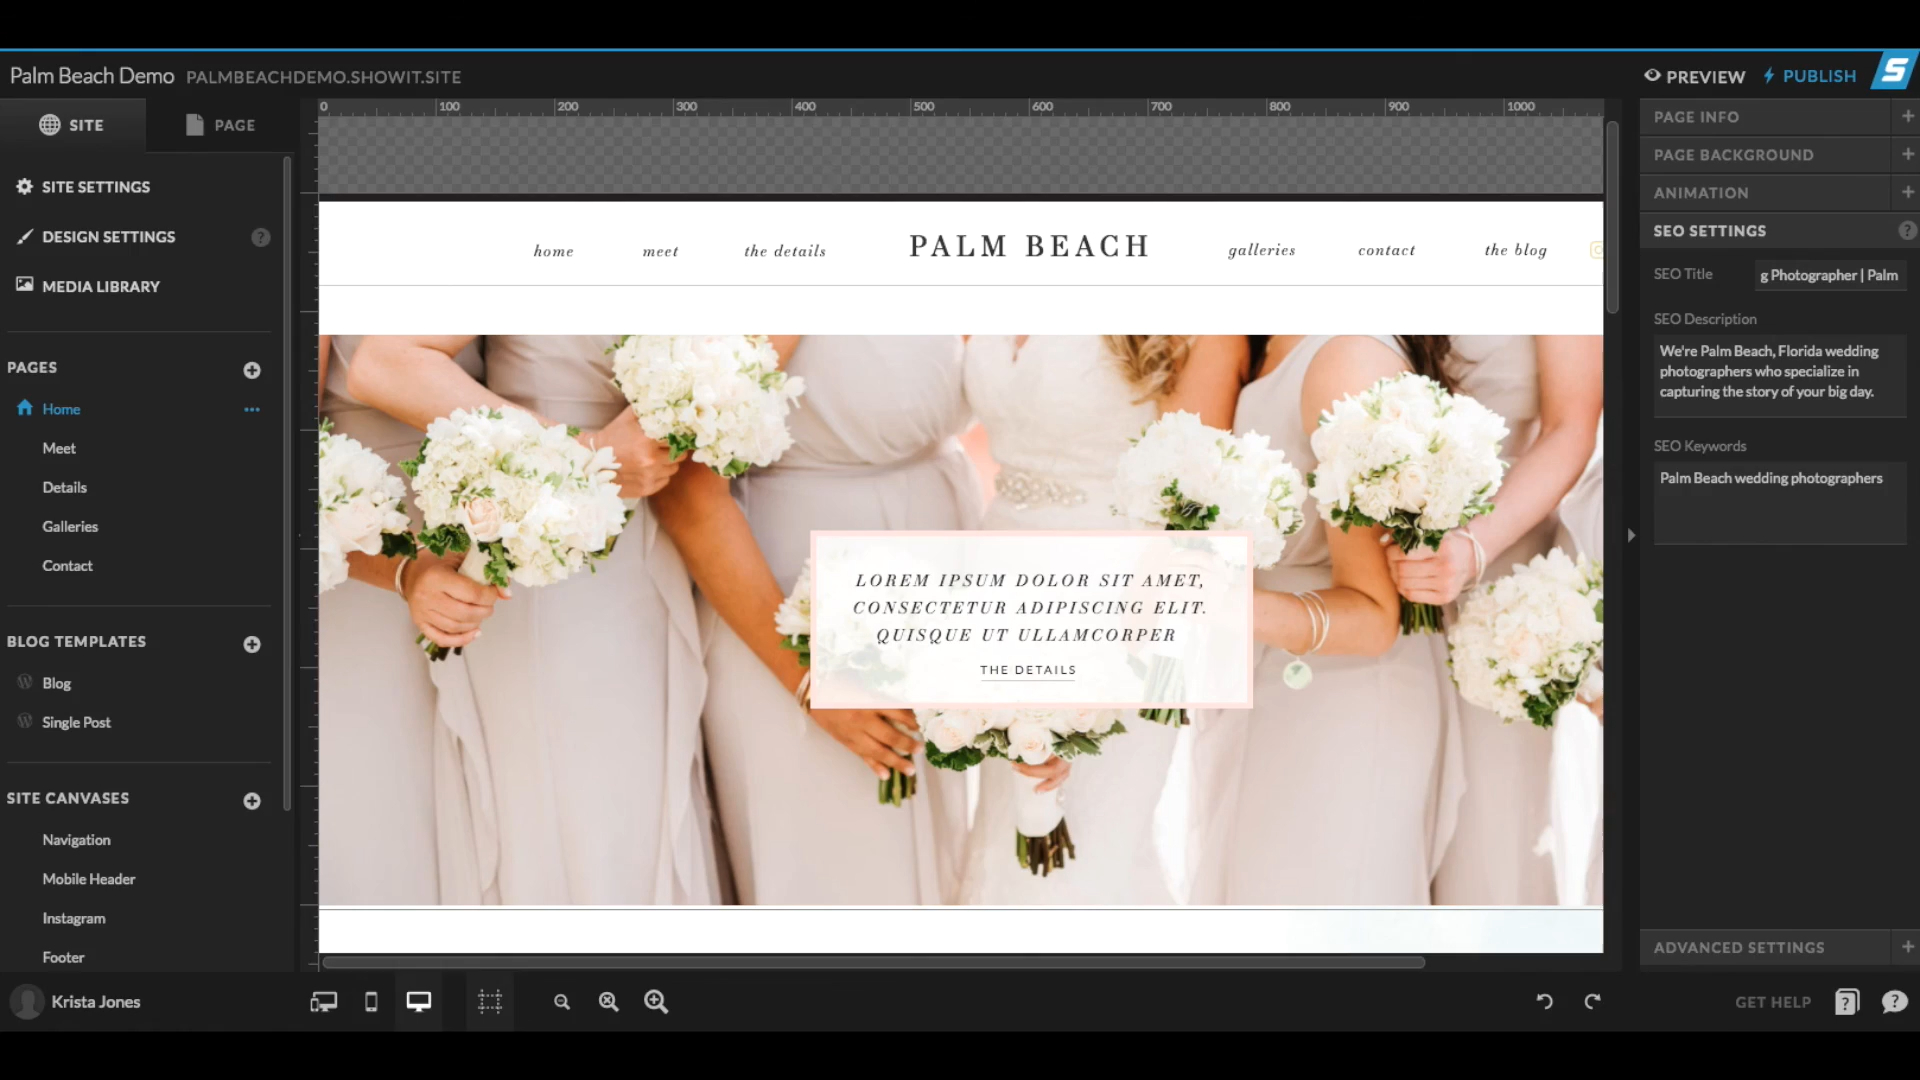 Palm Beach Demo PALMBEACHDEMO.SHOWIT.SITE
PREVIEW PUBLISH S
SITE PAGE
SITE SETTINGS
DESIGN SETTINGS ?
MEDIA LIBRARY
PAGES
Home
Meet
Details
Galleries
Contact
BLOG TEMPLATES
Blog
Single Post
SITE CANVASES
Navigation
Mobile Header
Instagram
Footer
Krista Jones
0 100 200 300 400 500 600 700 800 900 1000
home meet the details PALM BEACH galleries contact the blog
LOREM IPSUM DOLOR SIT AMET,
CONSECTETUR ADIPISCING ELIT.
QUISQUE UT ULLAMCORPER
THE DETAILS
PAGE INFO +
PAGE BACKGROUND +
ANIMATION +
SEO SETTINGS ?
SEO Title g Photographer | Palm
SEO Description
We're Palm Beach, Florida wedding
photographers who specialize in
capturing the story of your big day.
SEO Keywords
Palm Beach wedding photographers
ADVANCED SETTINGS +
GET HELP ? ?